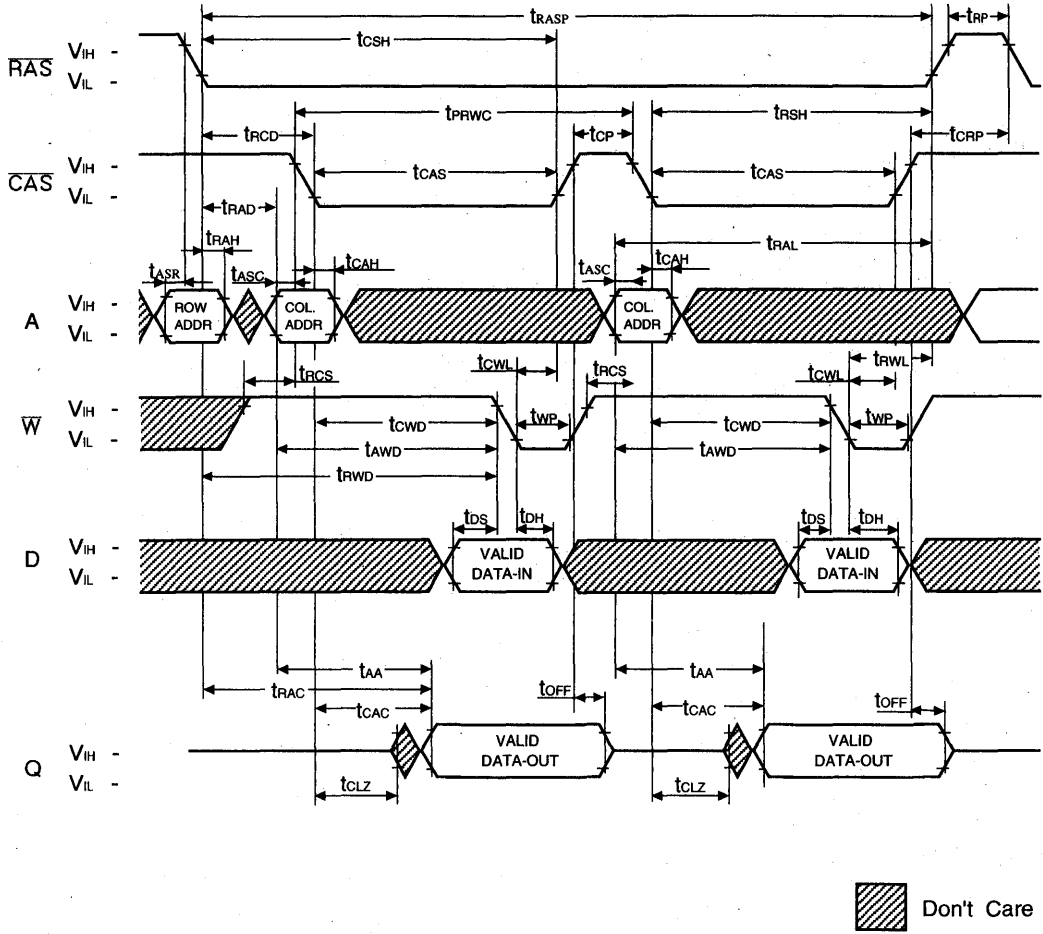 tRASP
tRP
tCSH
RAS
VIH -
VIL -
tPRWC
tRSH
tRCD
tCP
tCRP
CAS
VIH -
VIL -
tCAS
tCAS
tRAD
tRAH
tRAL
tASR
tASC
tCAH
tASC
tCAH
A
VIH -
VIL -
ROW
ADDR
COL.
ADDR
COL.
ADDR
tRCS
tCWL
tRCS
tCWL
tRWL
W
VIH -
VIL -
tCWD
tWP
tCWD
tWP
tAWD
tAWD
tRWD
tDS
tDH
tDS
tDH
D
VIH -
VIL -
VALID
DATA-IN
VALID
DATA-IN
tAA
tAA
tRAC
tOFF
tOFF
tCAC
tCAC
Q
VIH -
VIL -
VALID
DATA-OUT
VALID
DATA-OUT
tCLZ
tCLZ
Don't Care